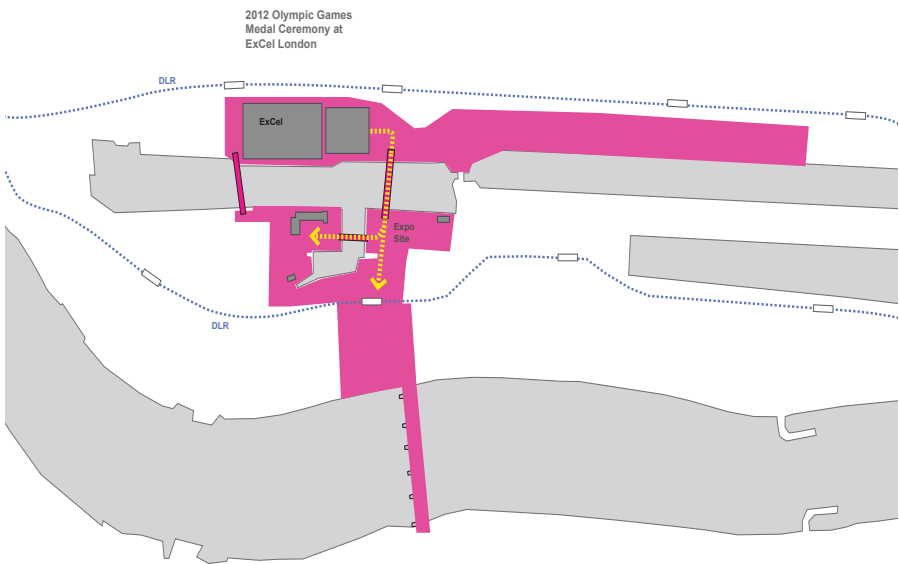 2012 Olympic Games
Medal Ceremony at
ExCel London
DLR
ExCel
Expo
Site
DLR